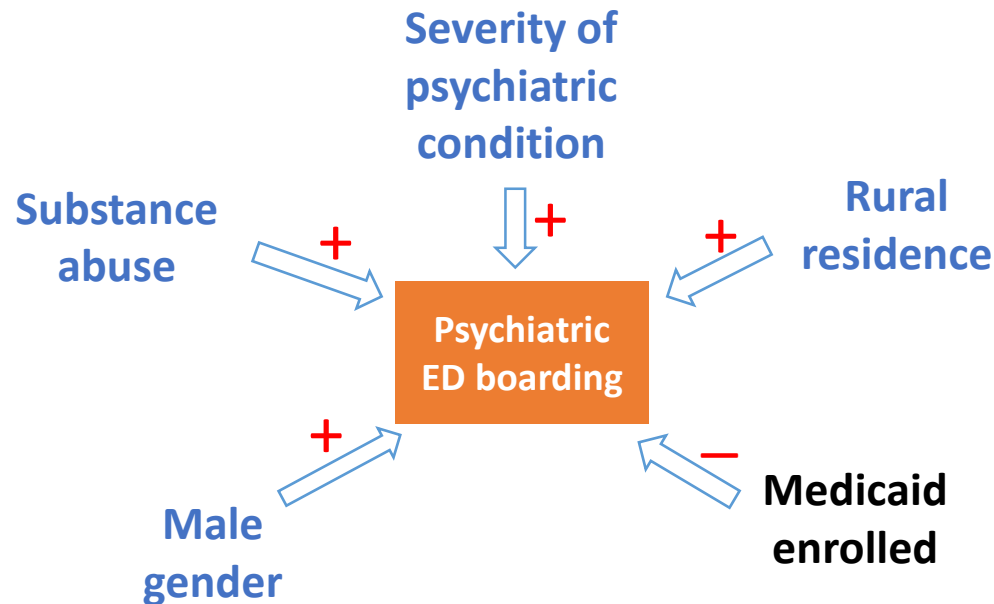 Severity of
psychiatric
condition
+
Substance
abuse
+
Rural
residence
+
Psychiatric
ED boarding
Male
gender
+
Medicaid
enrolled
—